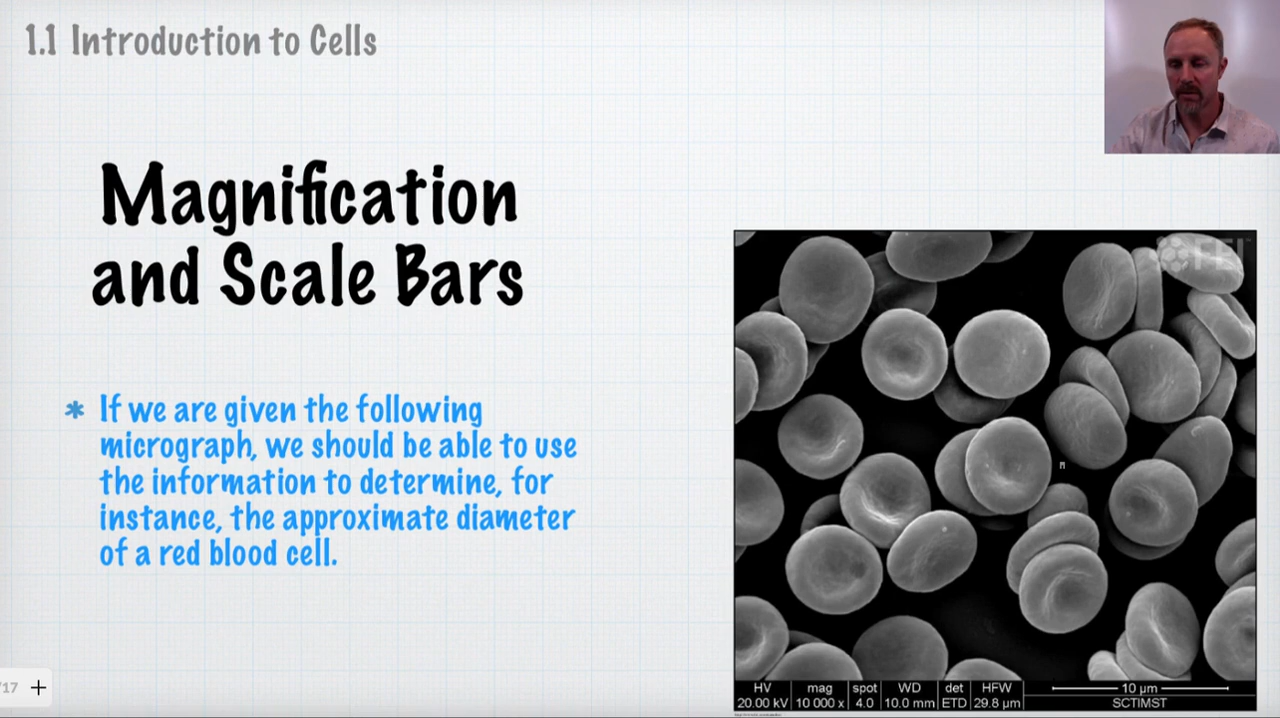 1.1 Introduction to Cells
Magnification
and Scale Bars
* If we are given the following
micrograph, we should be able to use
the information to determine, for
instance, the approximate diameter
of a red blood cell.
FEI
HV mag spot WD det HFW 10 µm
20.00 kV 10 000 x 4.0 10.0 mm ETD 29.8 µm SCTIMST
/17 +